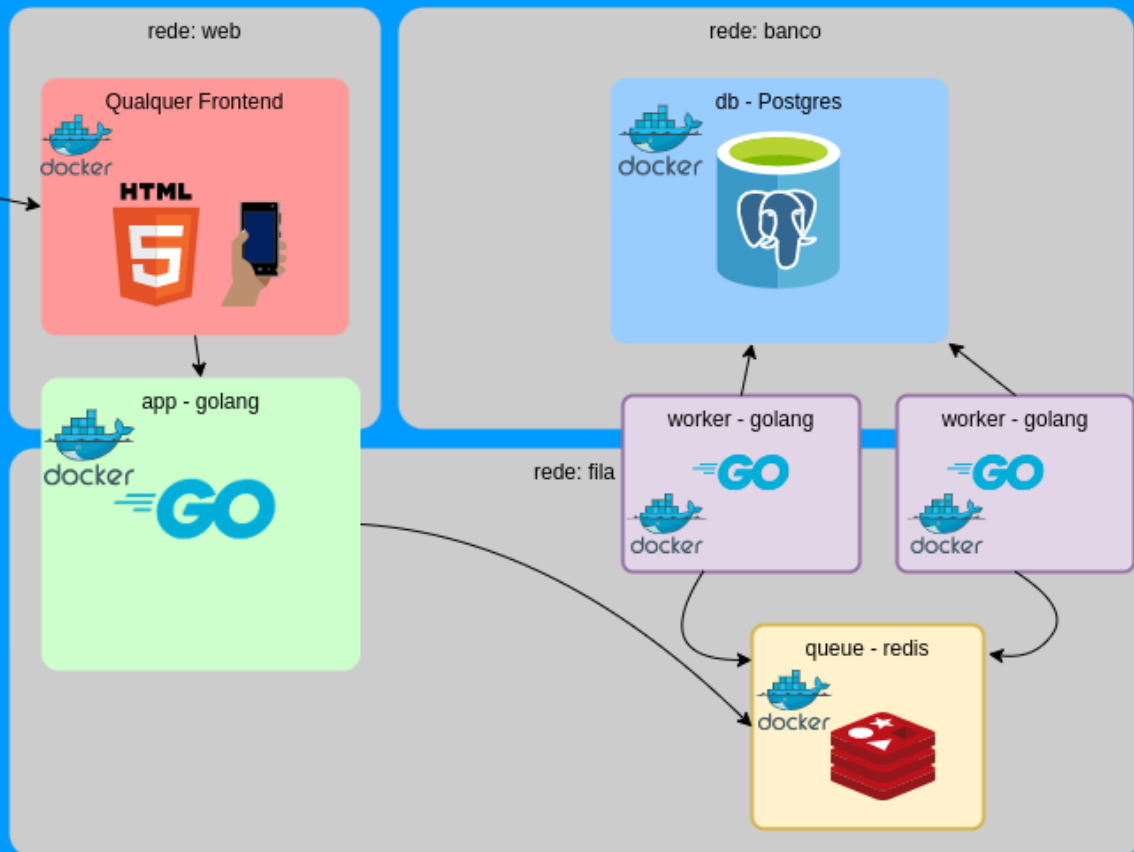 rede: web
Qualquer Frontend
docker
HTML
5
app - golang
docker
GO
rede: banco
db - Postgres
docker
rede: fila
worker - golang
GO
docker
worker - golang
GO
docker
queue - redis
docker